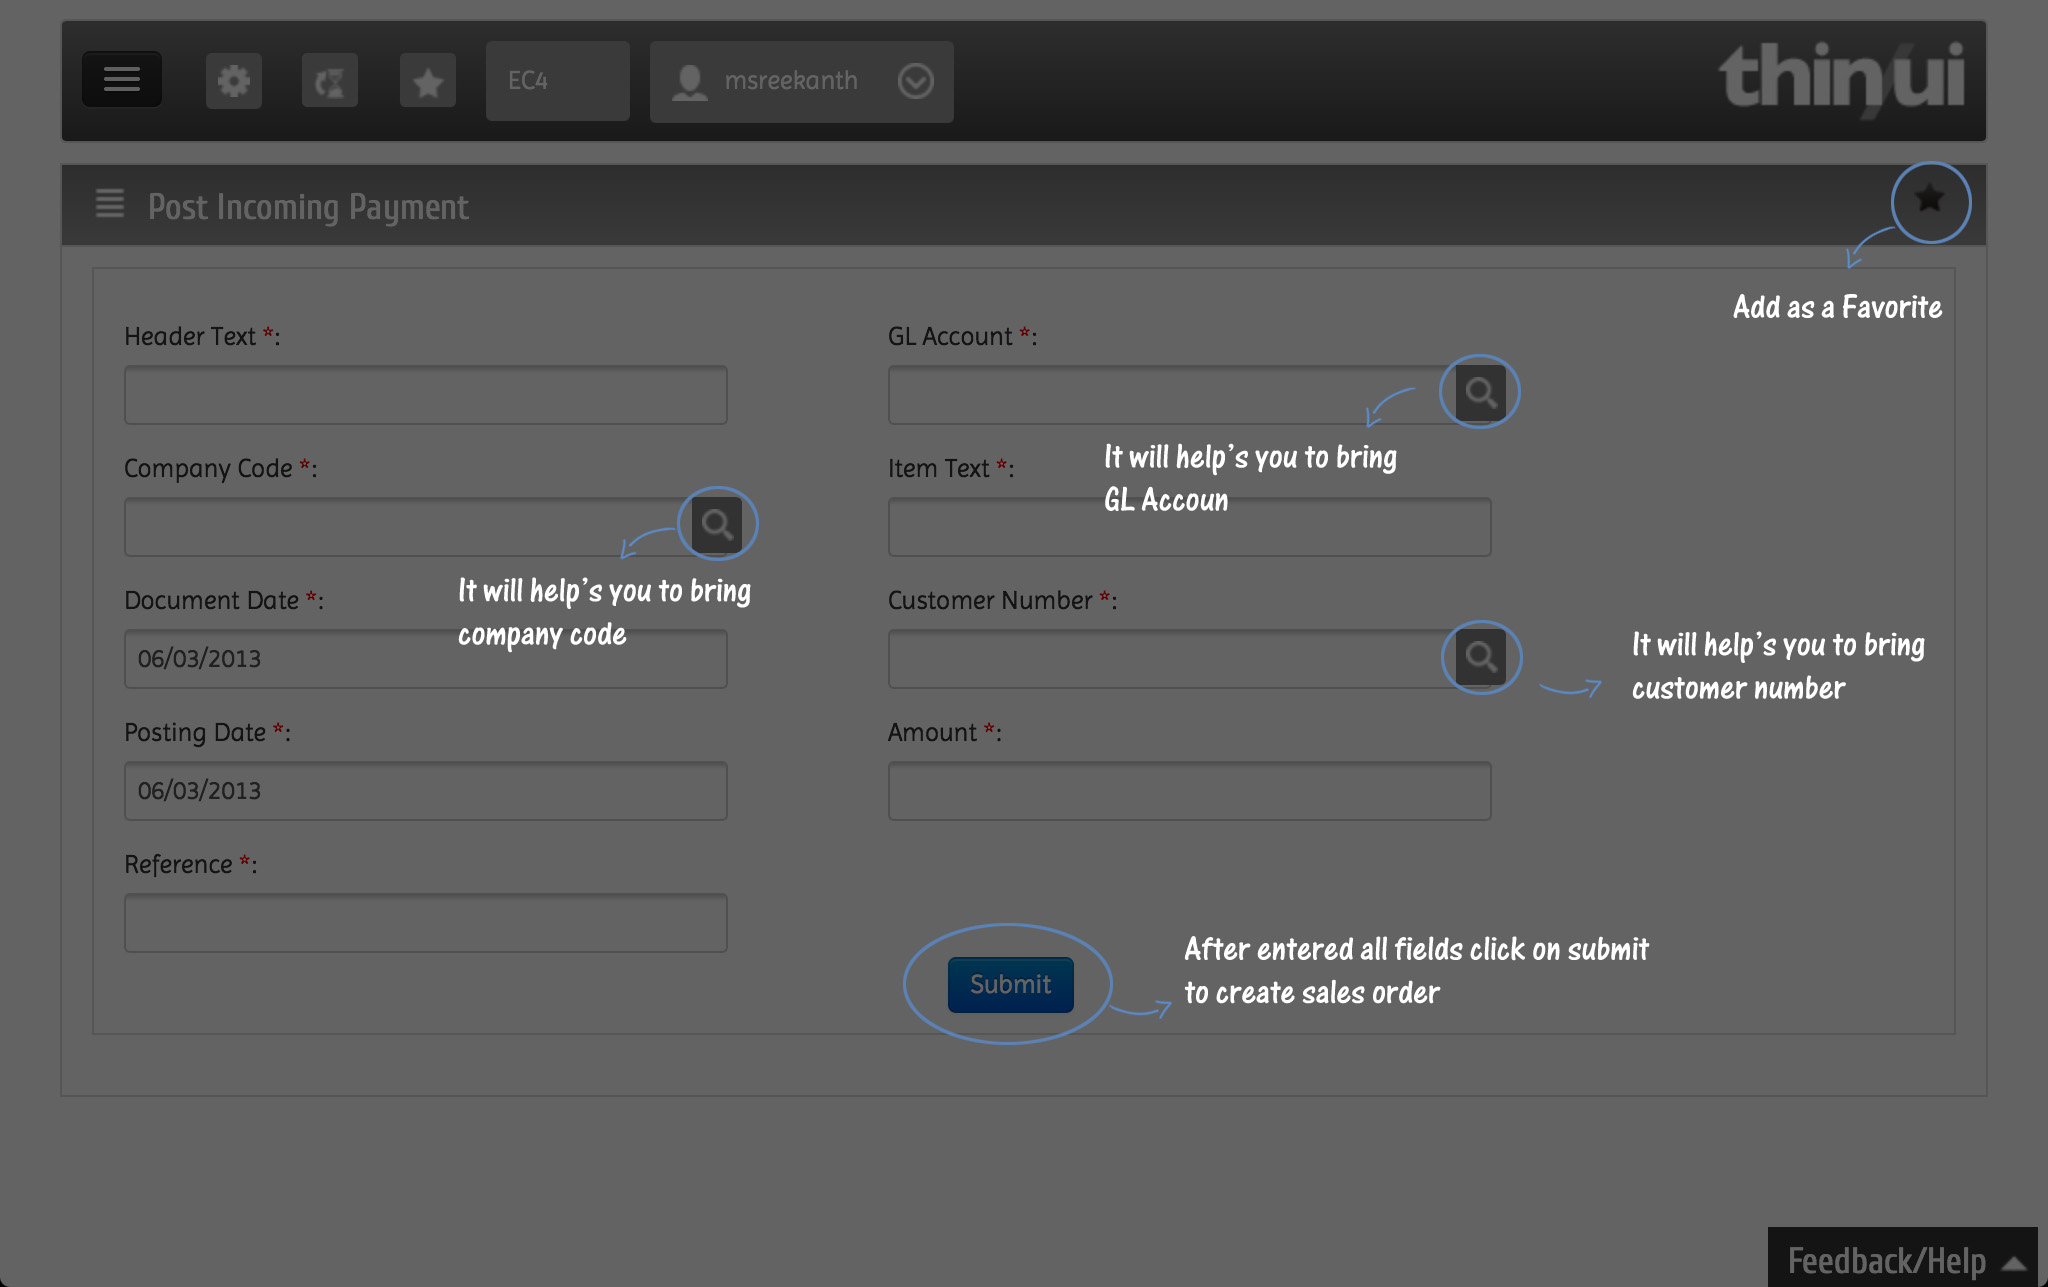 EC4
msreekanth
thin/ui
Post Incoming Payment
Add as a Favorite
Header Text *:
GL Account *:
It will help's you to bring
GL Accoun
Company Code *:
Item Text *:
It will help's you to bring
company code
Document Date *:
06/03/2013
Customer Number *:
It will help's you to bring
customer number
Posting Date *:
06/03/2013
Amount *:
Reference *:
Submit
After entered all fields click on submit
to create sales order
Feedback/Help